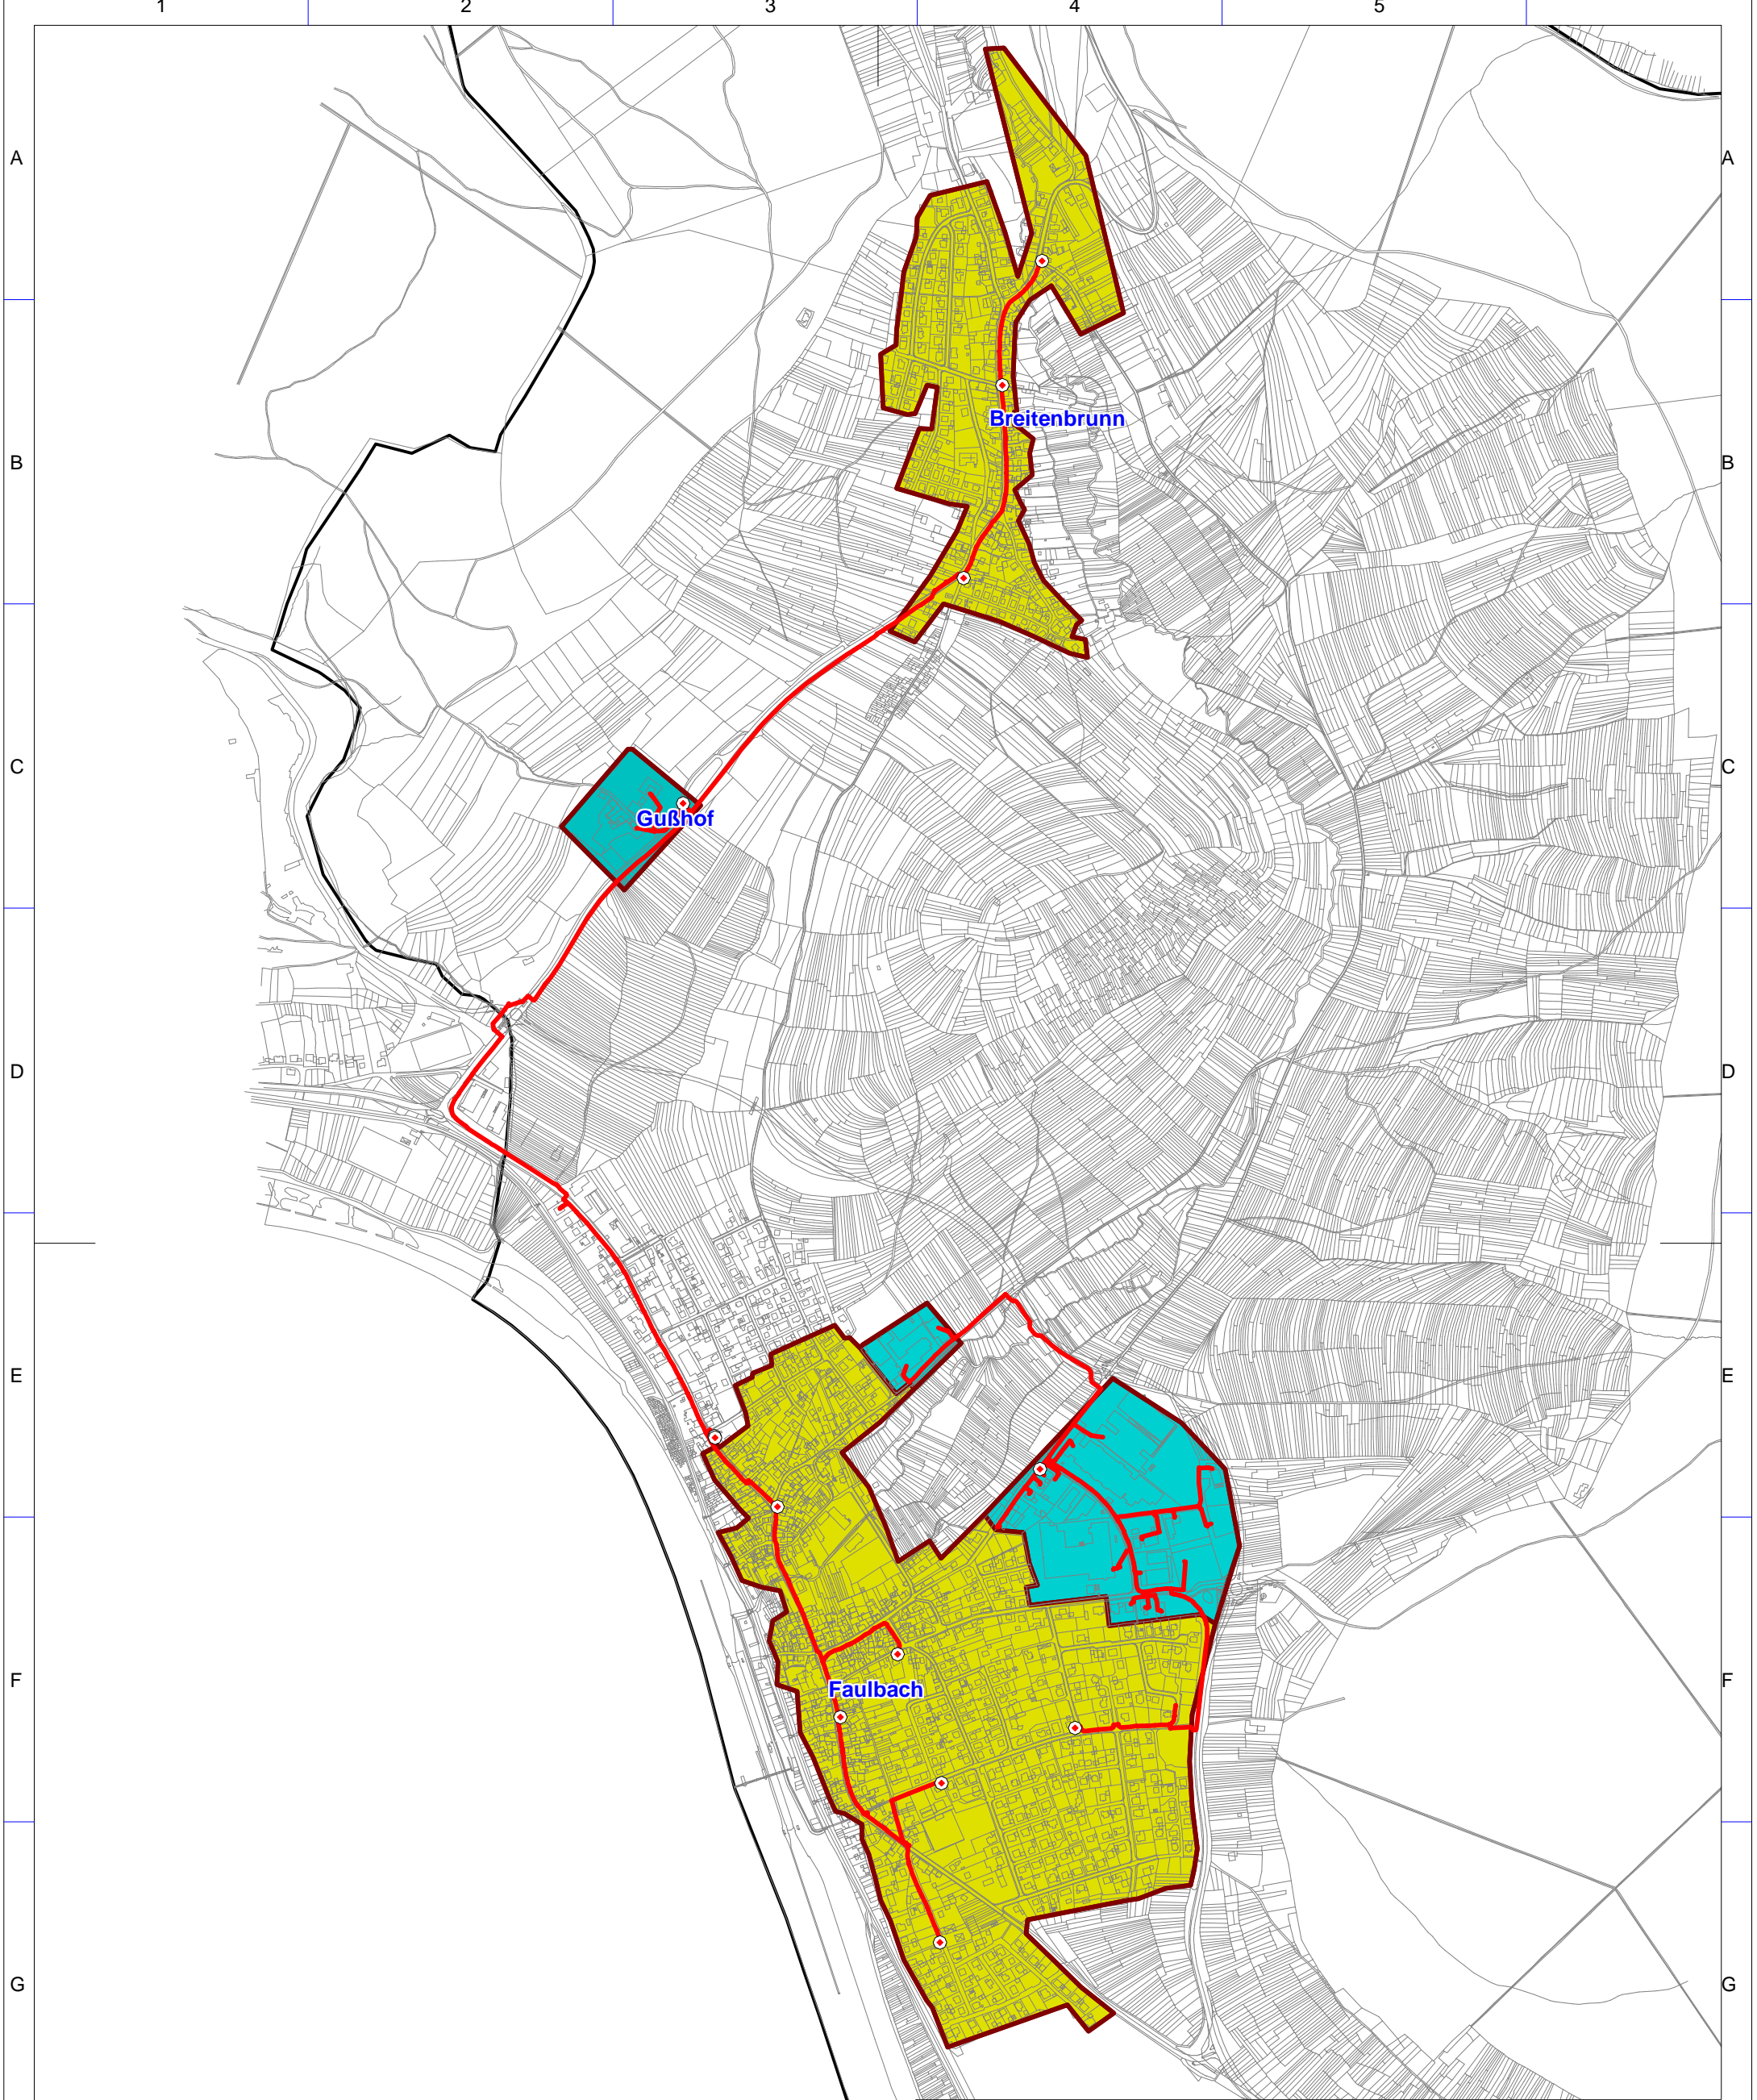 1 2 3 4 5
A A
Breitenbrunn
B B
C C
Gußhof
D D
E E
F F
Faulbach
G G